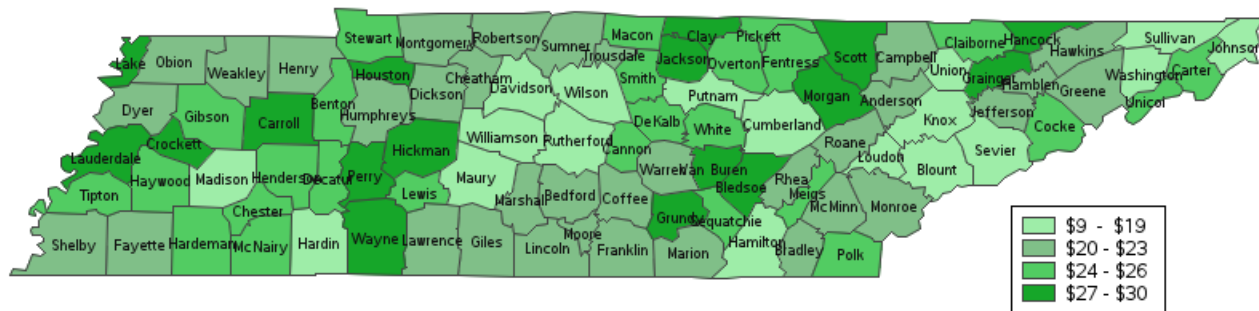 Stewart Montgomery Robertson Sumner Macon Clay Pickett Claiborne Hancock Hawkins Sullivan Johnson
Lake Obion Weakley Henry Houston Cheatham Trousdale Jackson Overton Fentress Scott Campbell Union Grainger Hamblen Washington Carter
Dyer Gibson Carroll Benton Humphreys Dickson Davidson Wilson Smith Putnam Morgan Anderson Jefferson Greene Unicol
Crockett Williamson Rutherford DeKalb White Cumberland Knox Cocke
Lauderdale Haywood Madison Henderson Decatur Perry Hickman Maury Cannon Warren Van Buren Bledsoe Rhea Roane Loudon Blount Sevier
Tipton Chester Lewis Marshall Bedford Coffee Grundy Sequatchie Meigs McMinn Monroe
Shelby Fayette Hardeman McNairy Hardin Wayne Lawrence Giles Lincoln Moore Franklin Marion Hamilton Bradley Polk
$9 - $19
$20 - $23
$24 - $26
$27 - $30